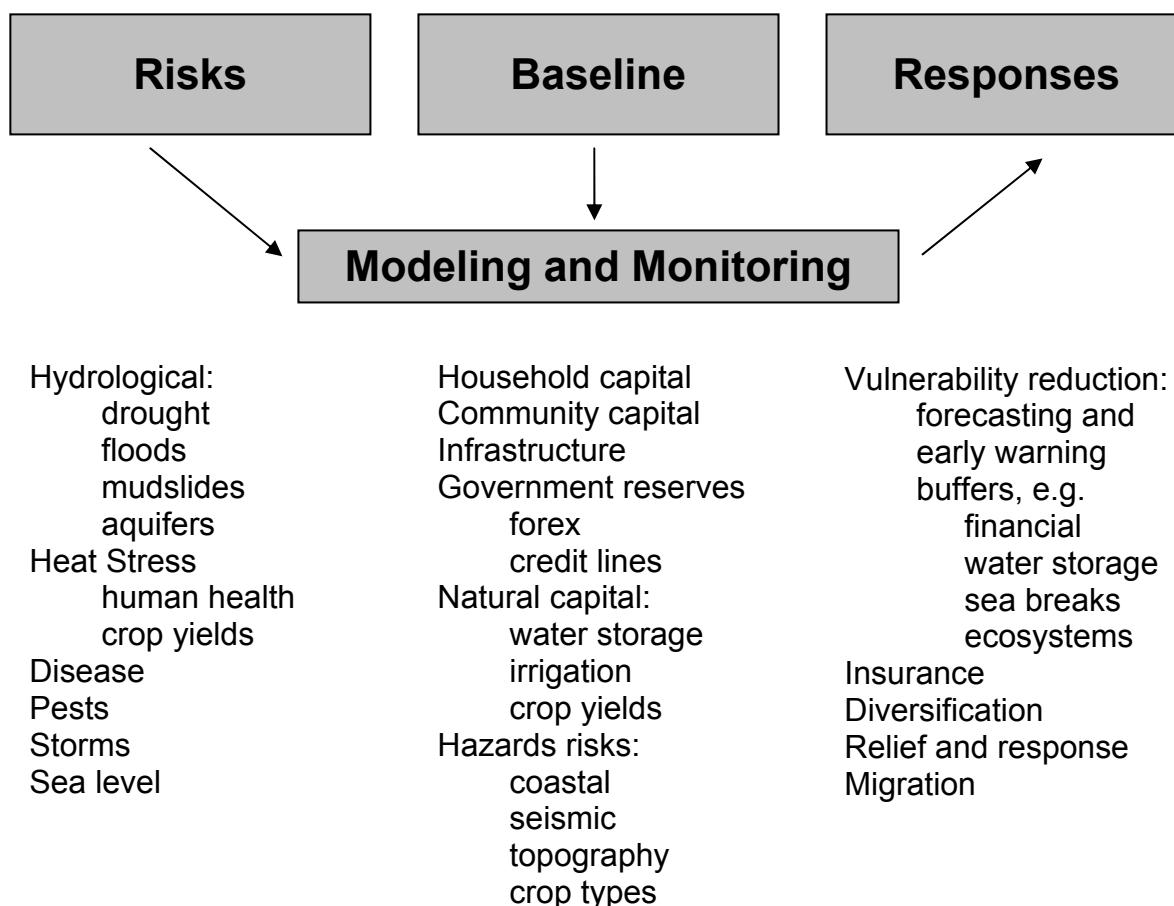 Risks
Baseline
Responses
Modeling and Monitoring
Hydrological:
drought
floods
mudslides
aquifers
Heat Stress
human health
crop yields
Disease
Pests
Storms
Sea level
Household capital
Community capital
Infrastructure
Government reserves
forex
credit lines
Natural capital:
water storage
irrigation
crop yields
Hazards risks:
coastal
seismic
topography
crop types
Vulnerability reduction:
forecasting and
early warning
buffers, e.g.
financial
water storage
sea breaks
ecosystems
Insurance
Diversification
Relief and response
Migration